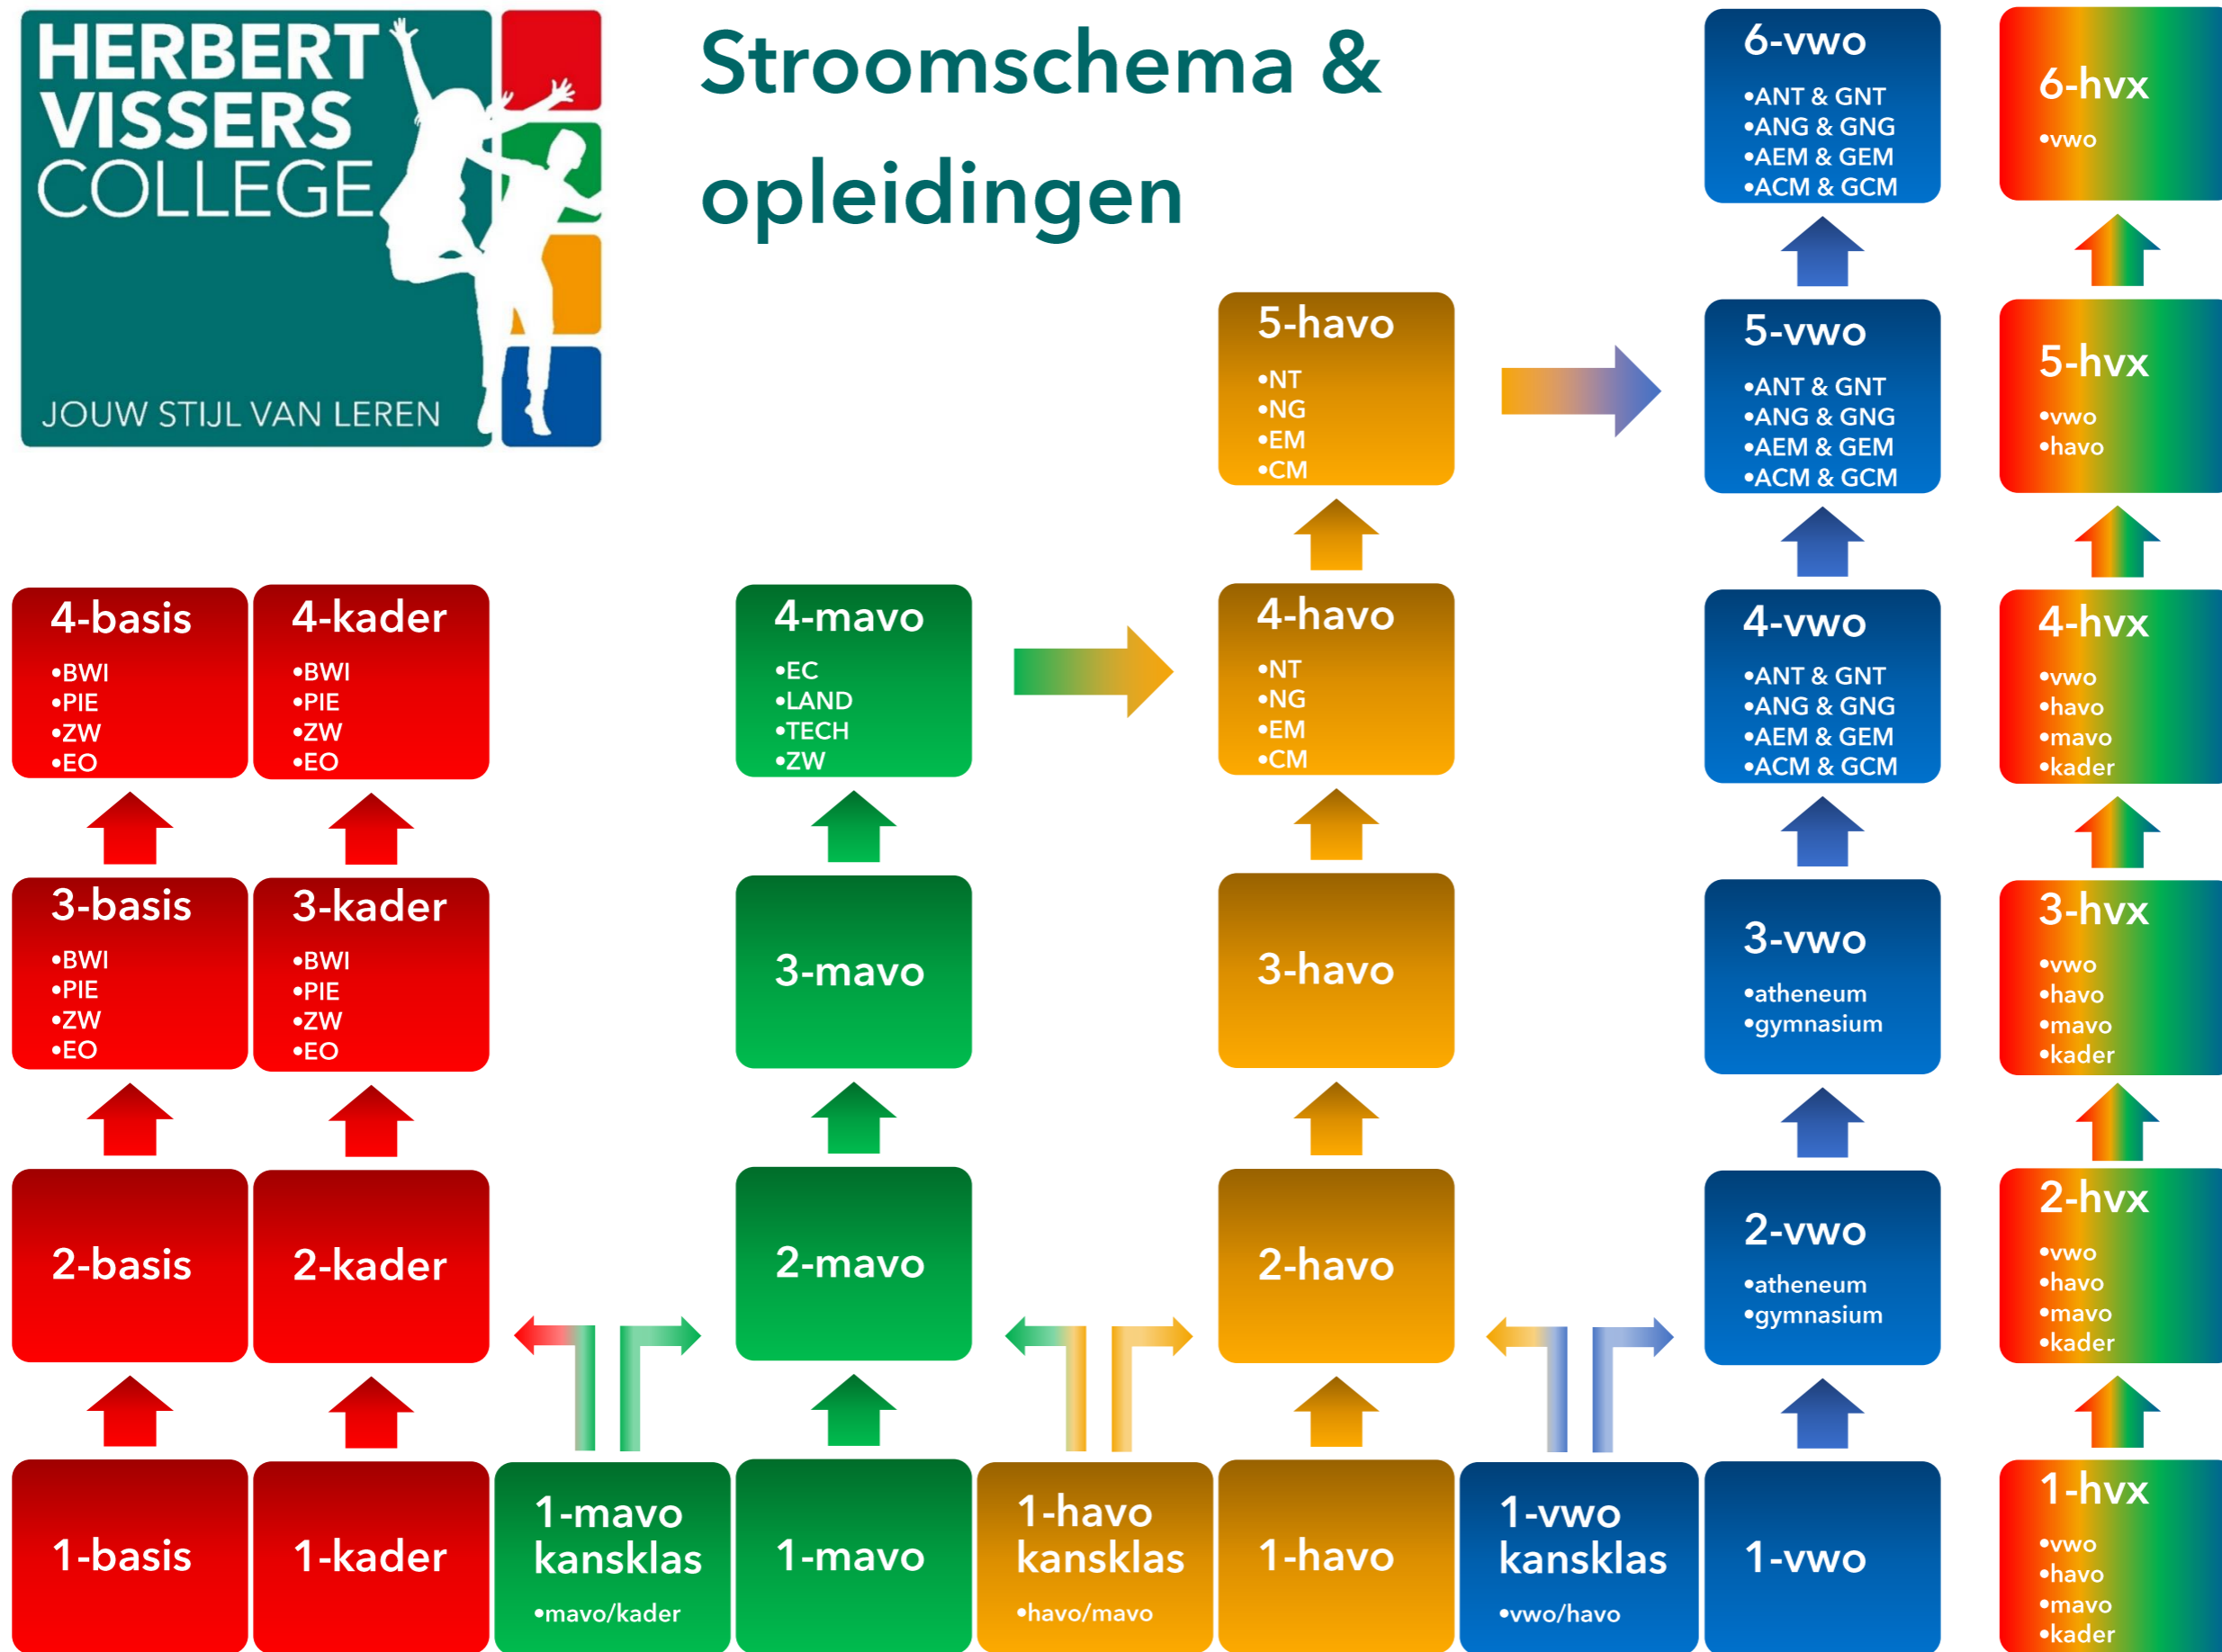 HERBERT
VISSERS
COLLEGE
JOUW STIJL VAN LEREN
Stroomschema &
opleidingen
6-vwo
•ANT & GNT
•ANG & GNG
•AEM & GEM
•ACM & GCM
6-hvx
•vwo
5-havo
•NT
•NG
•EM
•CM
5-vwo
•ANT & GNT
•ANG & GNG
•AEM & GEM
•ACM & GCM
5-hvx
•vwo
•havo
4-basis
•BWI
•PIE
•ZW
•EO
4-kader
•BWI
•PIE
•ZW
•EO
4-mavo
•EC
•LAND
•TECH
•ZW
4-havo
•NT
•NG
•EM
•CM
4-vwo
•ANT & GNT
•ANG & GNG
•AEM & GEM
•ACM & GCM
4-hvx
•vwo
•havo
•mavo
•kader
3-basis
•BWI
•PIE
•ZW
•EO
3-kader
•BWI
•PIE
•ZW
•EO
3-mavo
3-havo
3-vwo
•atheneum
•gymnasium
3-hvx
•vwo
•havo
•mavo
•kader
2-basis
2-kader
2-mavo
2-havo
2-vwo
•atheneum
•gymnasium
2-hvx
•vwo
•havo
•mavo
•kader
1-basis
1-kader
1-mavo
kansklas
•mavo/kader
1-mavo
1-havo
kansklas
•havo/mavo
1-havo
1-vwo
kansklas
•vwo/havo
1-vwo
1-hvx
•vwo
•havo
•mavo
•kader